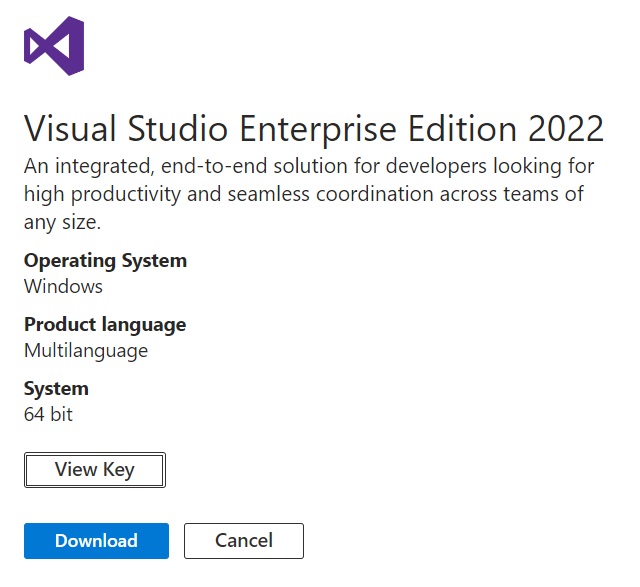 Visual Studio Enterprise Edition 2022
An integrated, end-to-end solution for developers looking for
high productivity and seamless coordination across teams of
any size.
Operating System
Windows
Product language
Multilanguage
System
64 bit
View Key
Download
Cancel